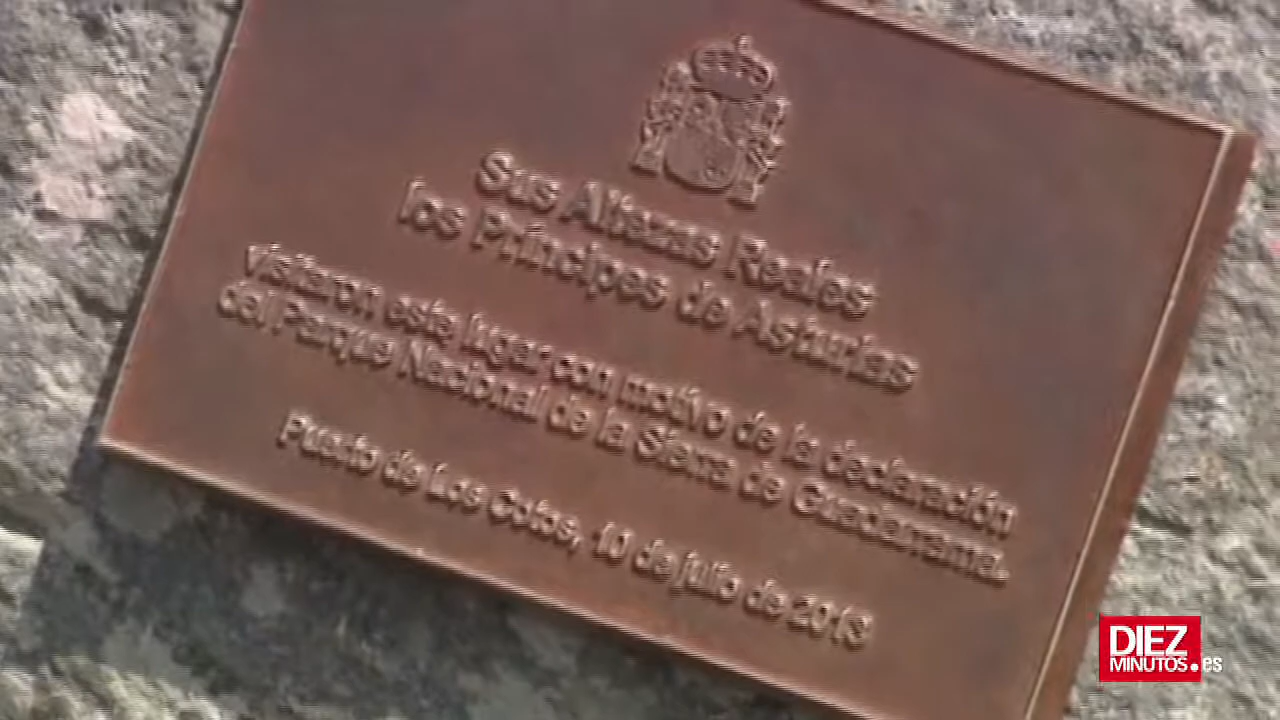 Sus Altezas Reales
los Príncipes de Asturias
visitaron este lugar con motivo de la declaración
del Parque Nacional de la Sierra de Guadarrama.
Puerto de Los Cotos, 10 de julio de 2013
DIEZ
MINUTOS.es